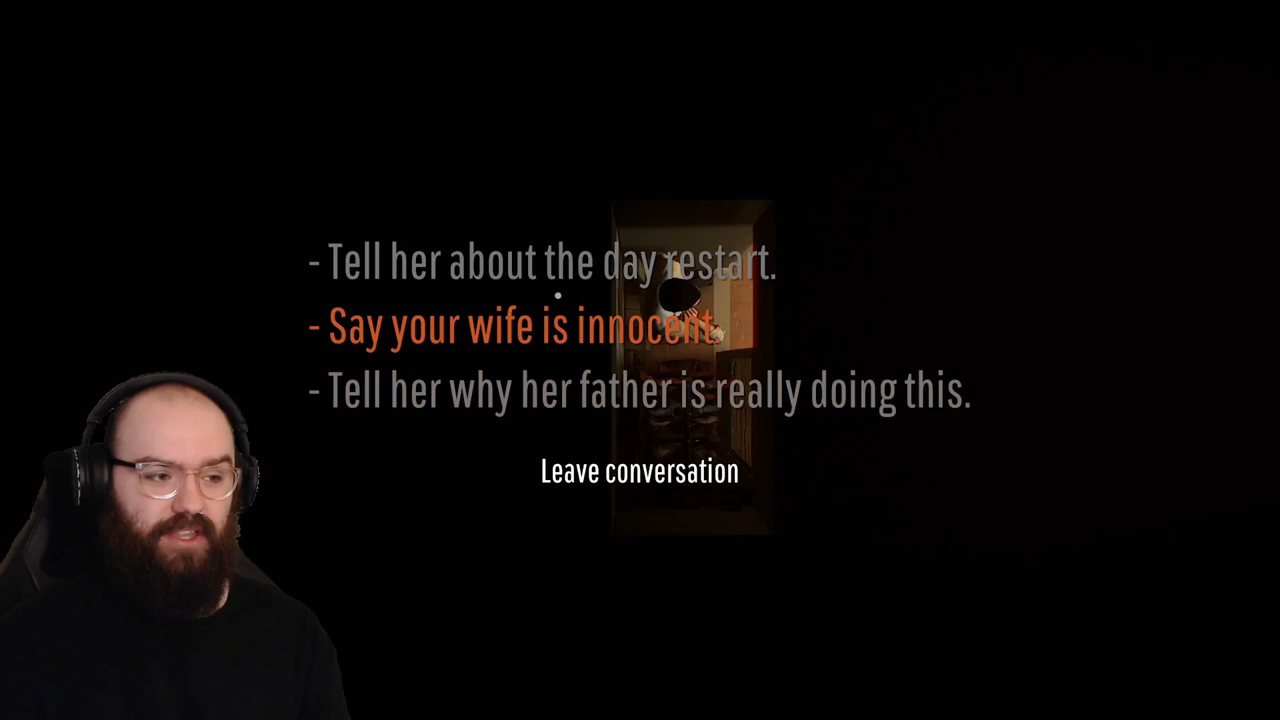 - Tell her about the day restart.
- Say your wife is innocent.
- Tell her why her father is really doing this.
Leave conversation